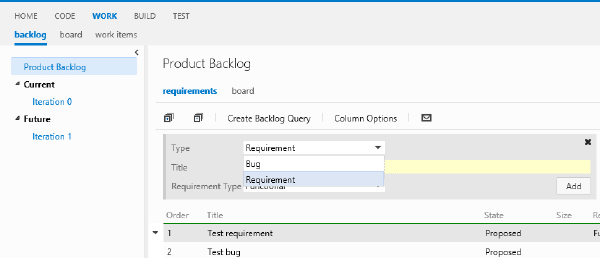 HOME CODE WORK BUILD TEST
backlog board work items
Product Backlog
Current
Iteration 0
Future
Iteration 1
Product Backlog
requirements board
Create Backlog Query Column Options
Type Requirement
Bug
Title
Requirement
Requirement Type Functional
Add
Order Title State Size
1 Test requirement Proposed
2 Test bug Proposed